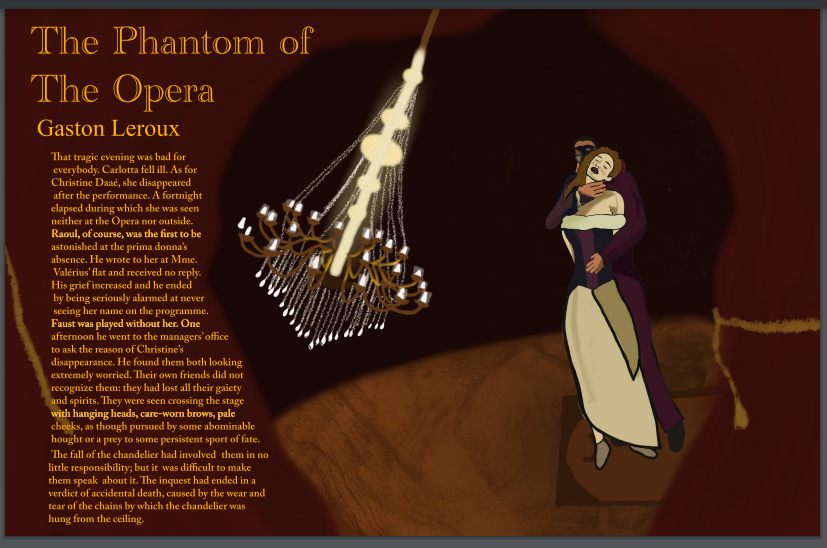 The Phantom of
The Opera
Gaston Leroux
That tragic evening was bad for
everybody. Carlotta fell ill. As for
Christine Daaé, she disappeared
after the performance. A fortnight
elapsed during which she was seen
neither at the Opera nor outside.
Raoul, of course, was the first to be
astonished at the prima donna's
absence. He wrote to her at Mme.
Valérius' flat and received no reply.
His grief increased and he ended
by being seriously alarmed at never
seeing her name on the programme.
Faust was played without her. One
afternoon he went to the managers' office
to ask the reason of Christine's
disappearance. He found them both looking
extremely worried. Their own friends did not
recognize them: they had lost all their gaiety
and spirits. They were seen crossing the stage
with hanging heads, care-worn brows, pale
cheeks, as though pursued by some abominable
hought or a prey to some persistent sport of fate.
The fall of the chandelier had involved them in no
little responsibility; but it was difficult to make
them speak about it. The inquest had ended in a
verdict of accidental death, caused by the wear and
tear of the chains by which the chandelier was
hung from the ceiling.